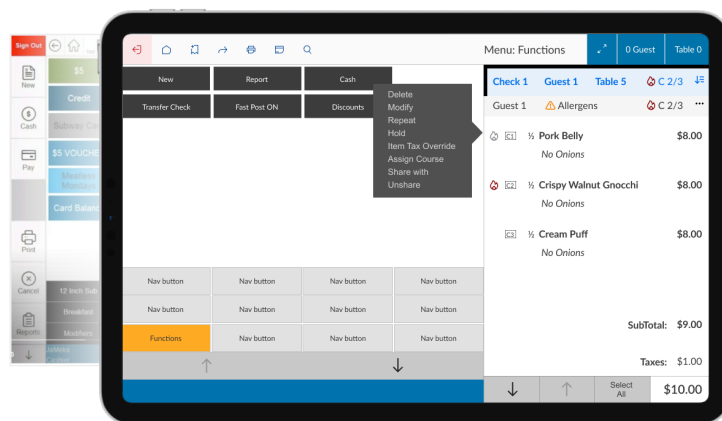 Sign Out
New
Cash
Pay
Print
Cancel
Reports
$5
Credit
Subway Car
$5 VOUCHE
Meatless
Mondays
Card Balanc
12 Inch Sub
Breakfast
Modifiers
Menu: Functions
0 Guest
Table 0
New
Report
Cash
Transfer Check
Fast Post ON
Discounts
Delete
Modify
Repeat
Hold
Item Tax Override
Assign Course
Share with
Unshare
Nav button
Nav button
Nav button
Nav button
Nav button
Nav button
Nav button
Nav button
Functions
Nav button
Nav button
Nav button
Check 1
Guest 1
Table 5
C 2/3
Guest 1
Allergens
C 2/3
C1 ½ Pork Belly $8.00
No Onions
C2 ½ Crispy Walnut Gnocchi $8.00
No Onions
C3 ½ Cream Puff $8.00
No Onions
SubTotal: $9.00
Taxes: $1.00
Select
All
$10.00